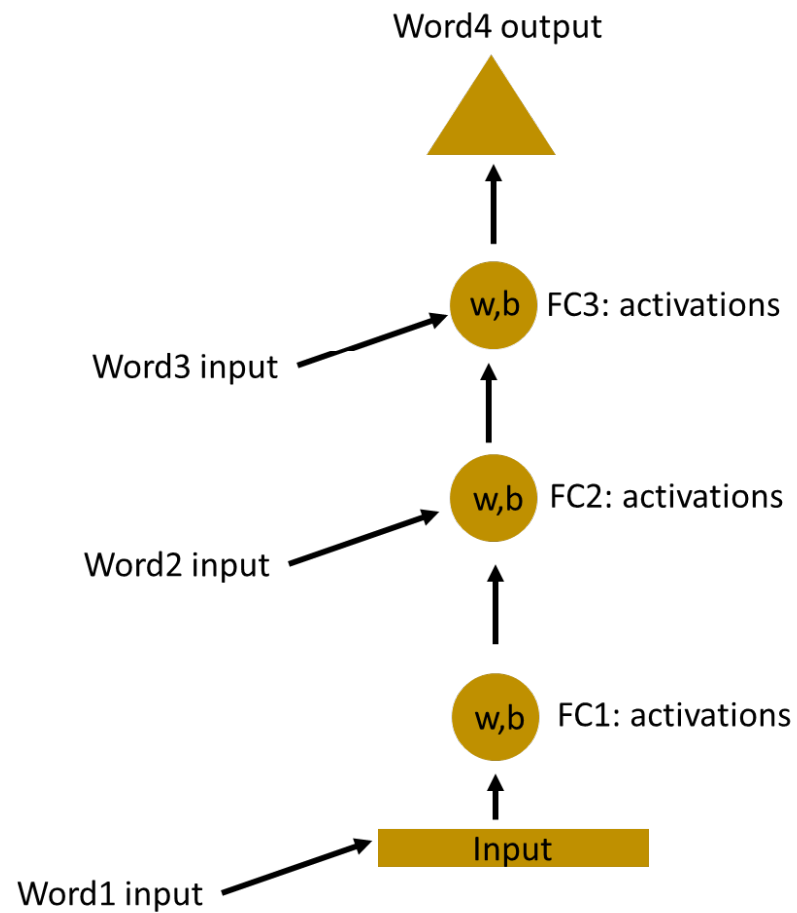 Word4 output
w,b
FC3: activations
Word3 input
w,b
FC2: activations
Word2 input
w,b
FC1: activations
Input
Word1 input